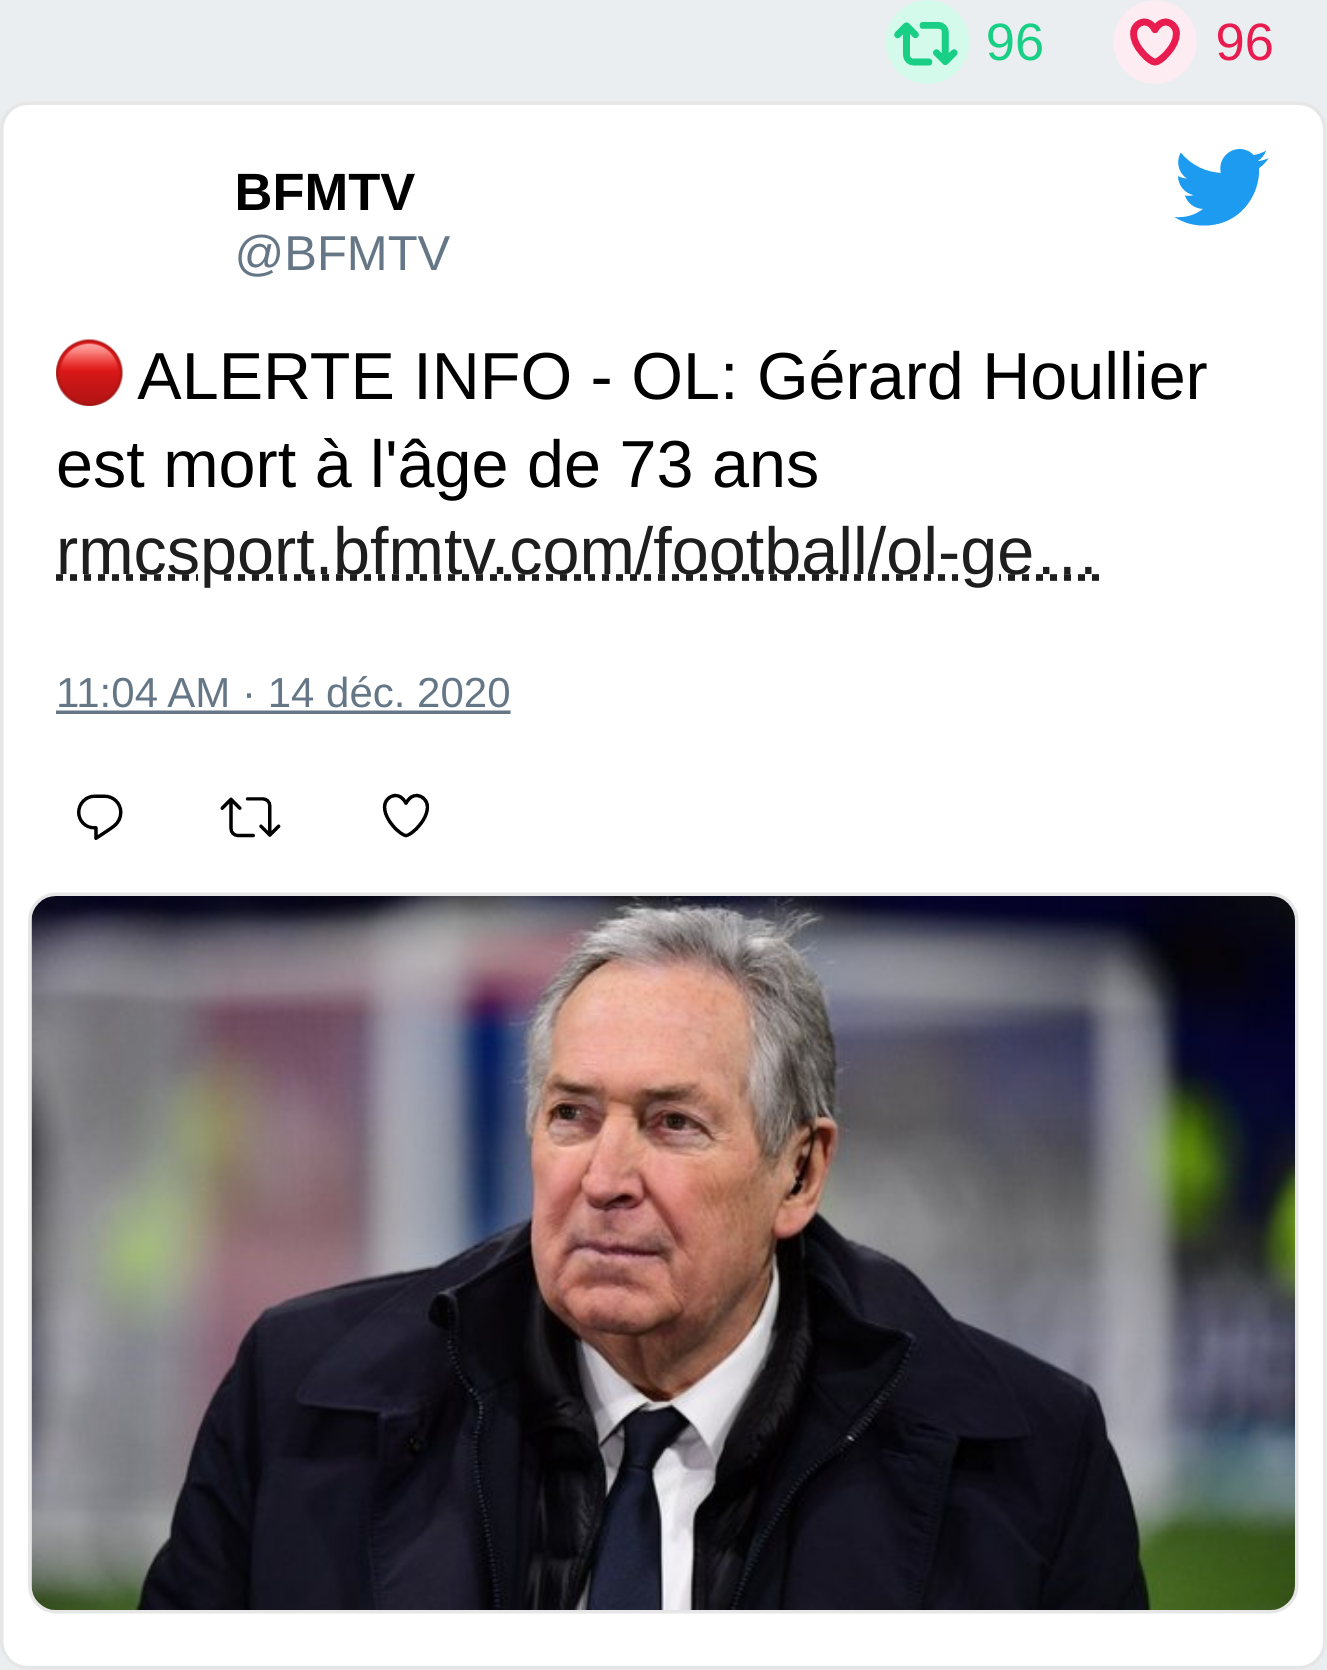 96 96
BFMTV
@BFMTV
ALERTE INFO - OL: Gérard Houllier
est mort à l'âge de 73 ans
rmcsport.bfmtv.com/football/ol-ge…
11:04 AM · 14 déc. 2020